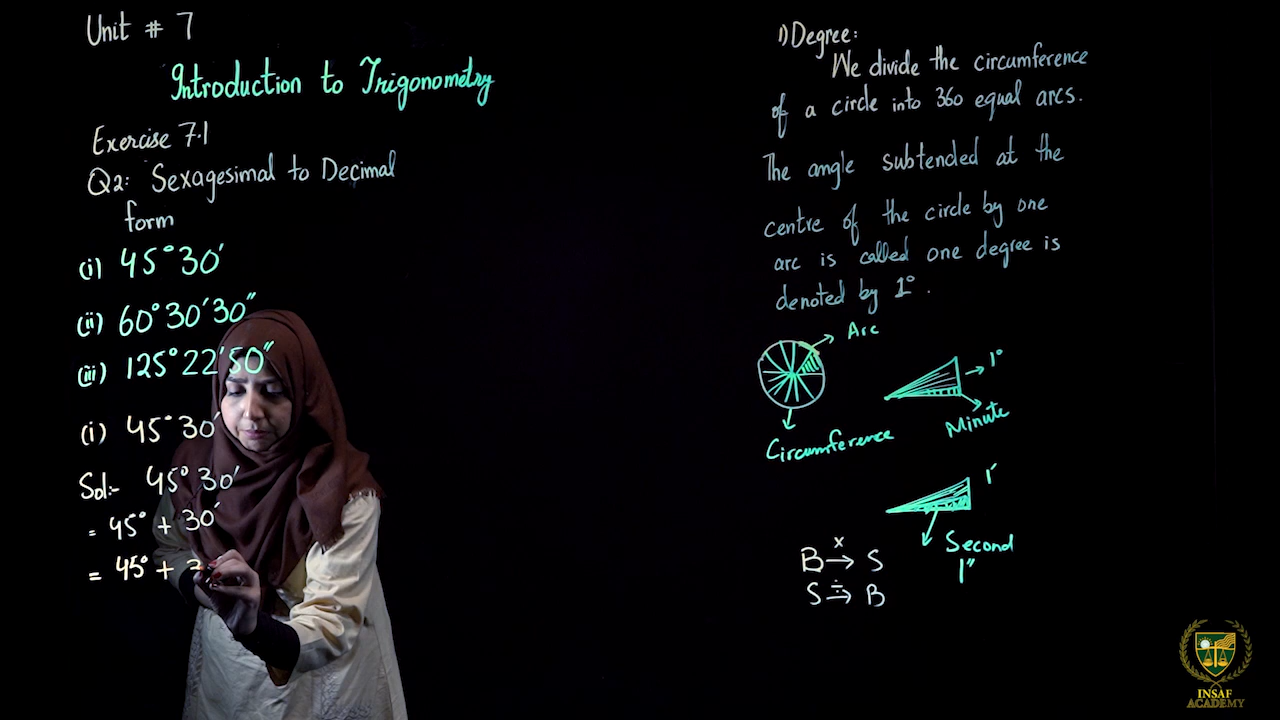 Unit # 7
Introduction to Trigonometry
Exercise 7.1
Q2: Sexagesimal to Decimal
form
(i) 45°30′
(ii) 60°30′30″
(iii) 125°22′50″
(i) 45°30′
Sol:- 45°30′
= 45° + 30′
= 45° + 3
1) Degree:
We divide the circumference
of a circle into 360 equal arcs.
The angle subtended at the
centre of the circle by one
arc is called one degree is
denoted by 1°.
Arc
1°
Minute
Circumference
1′
Second
1″
x
B → S
÷
S → B
INSAF
ACADEMY